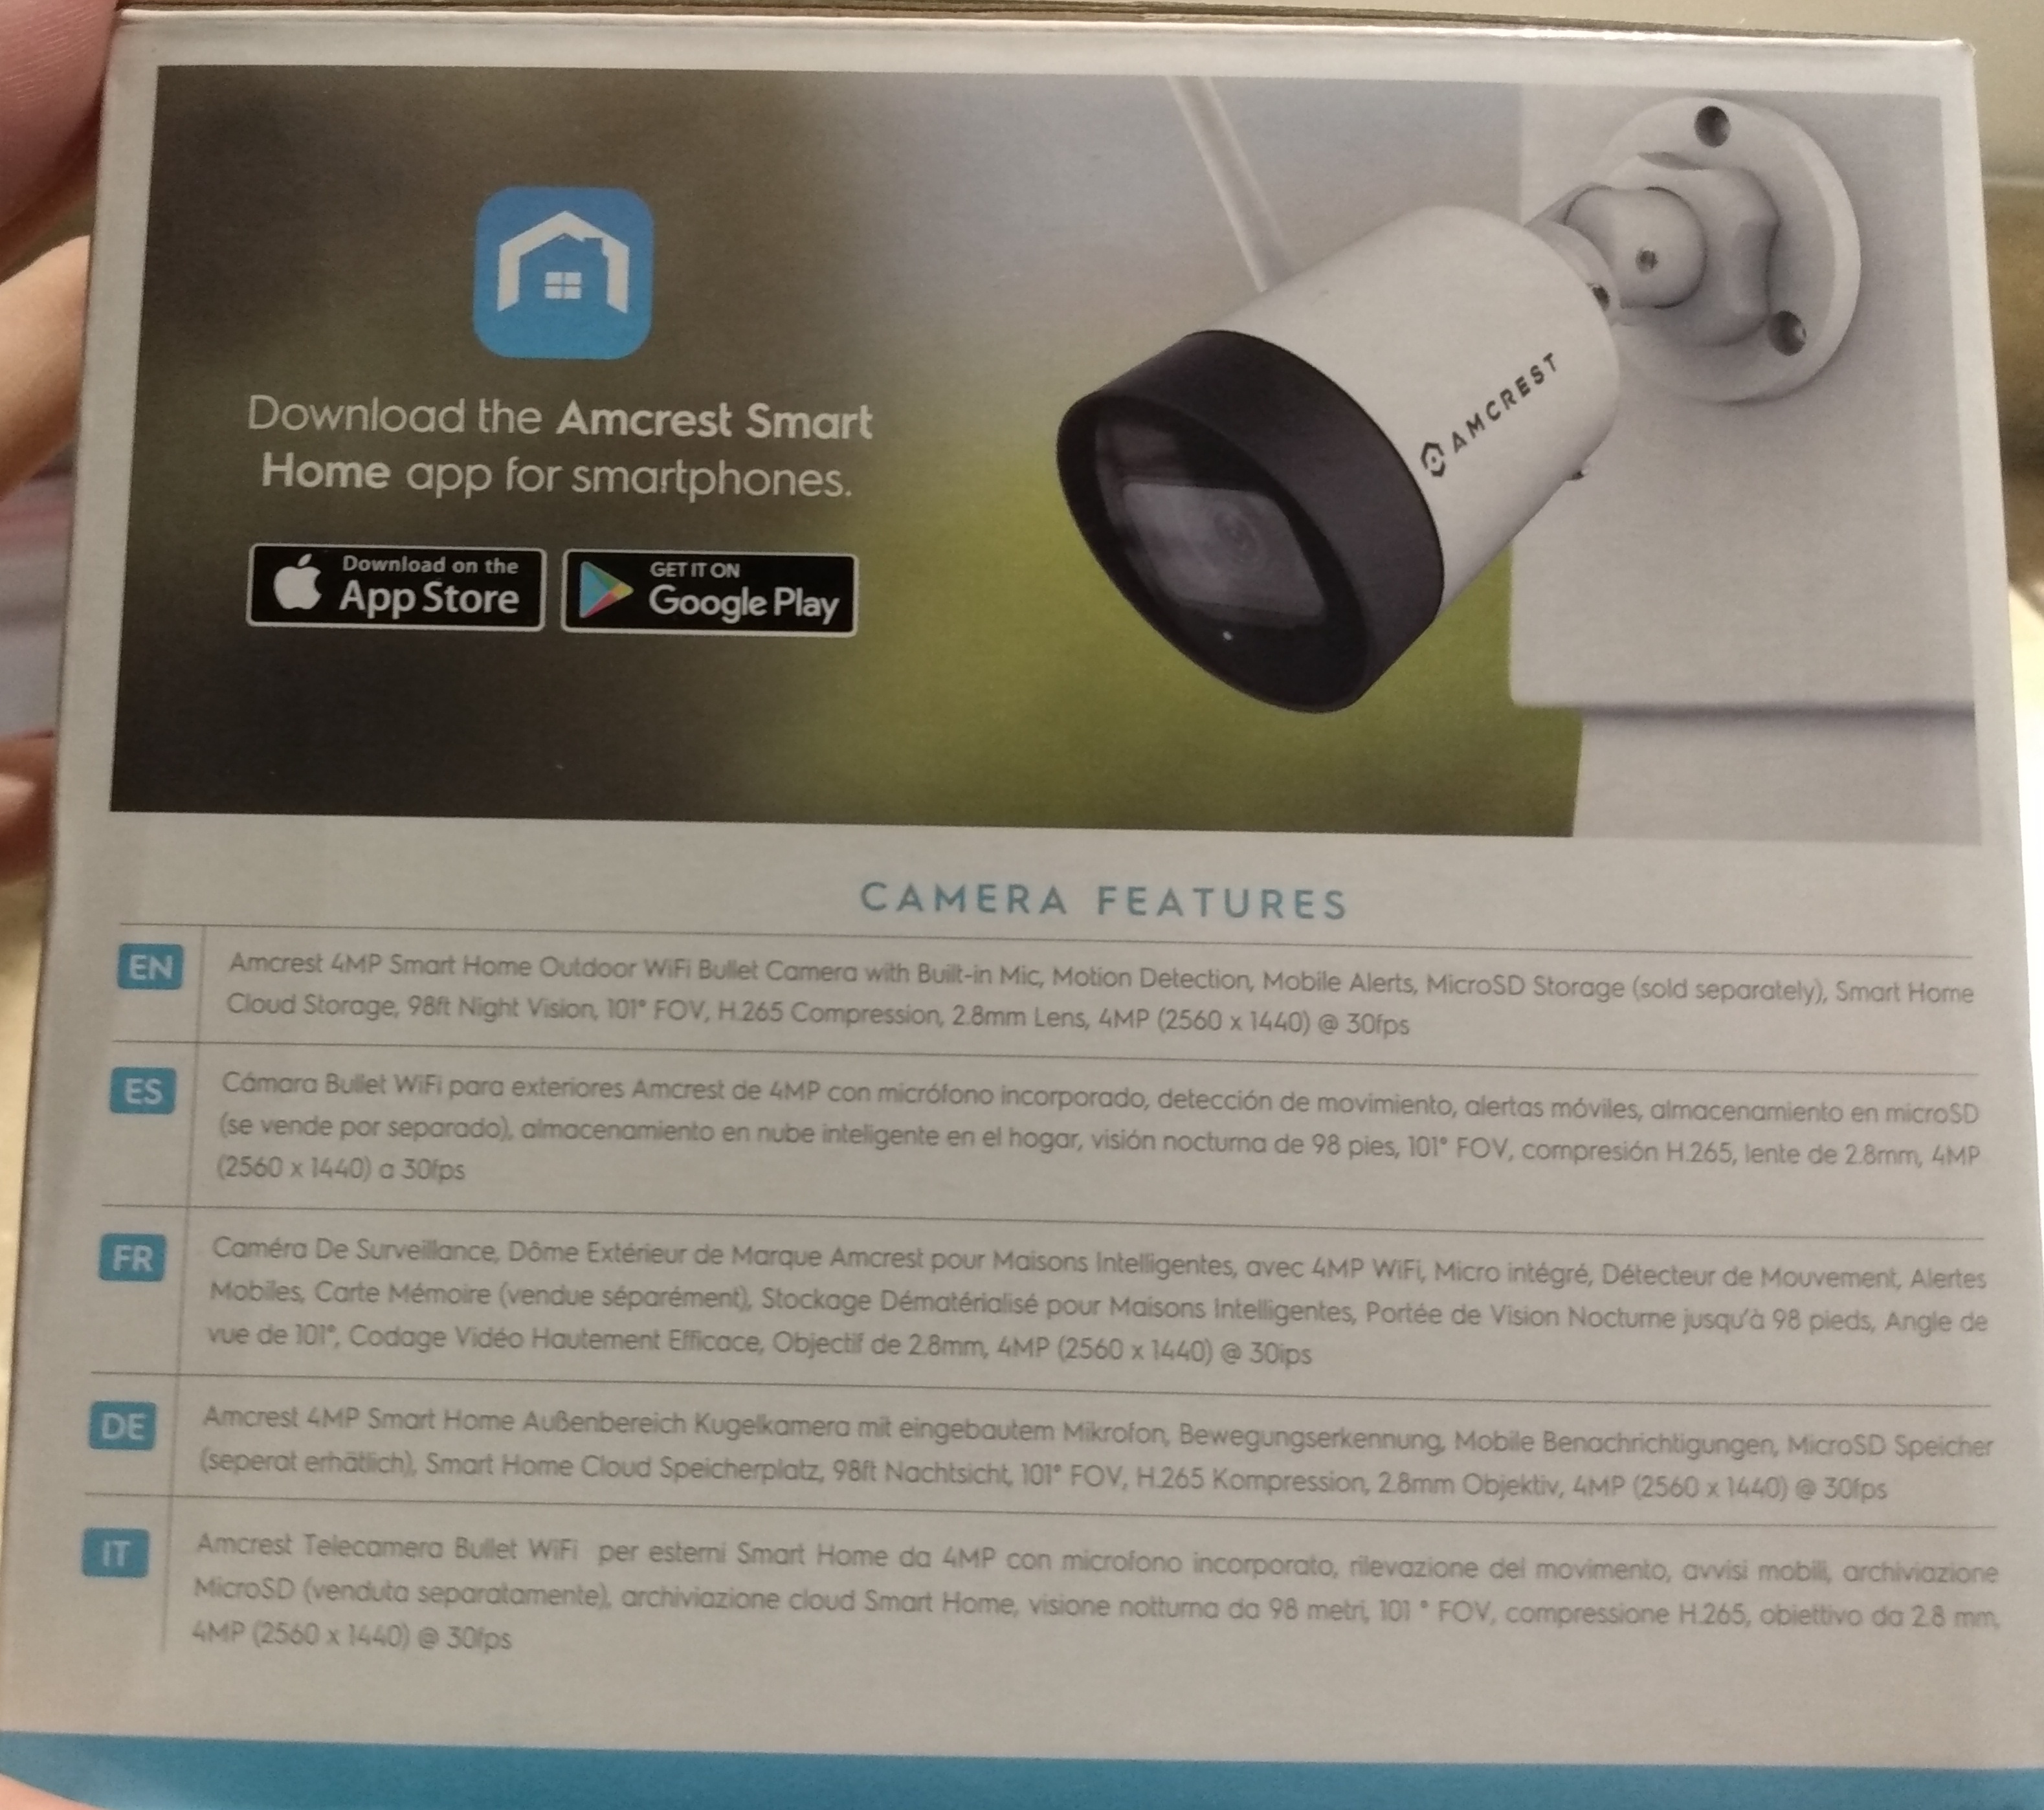 Download the Amcrest Smart
Home app for smartphones.
Download on the
App Store
GET IT ON
Google Play
AMCREST
CAMERA FEATURES
EN
Amcrest 4MP Smart Home Outdoor WiFi Bullet Camera with Built-in Mic, Motion Detection, Mobile Alerts, MicroSD Storage (sold separately), Smart Home
Cloud Storage, 98ft Night Vision, 101° FOV, H.265 Compression, 2.8mm Lens, 4MP (2560 x 1440) @ 30fps
ES
Cámara Bullet WiFi para exteriores Amcrest de 4MP con micrófono incorporado, detección de movimiento, alertas móviles, almacenamiento en microSD
(se vende por separado), almacenamiento en nube inteligente en el hogar, visión nocturna de 98 pies, 101° FOV, compresión H.265, lente de 2.8mm, 4MP
(2560 x 1440) a 30fps
FR
Caméra De Surveillance, Dôme Extérieur de Marque Amcrest pour Maisons Intelligentes, avec 4MP WiFi, Micro intégré, Détecteur de Mouvement, Alertes
Mobiles, Carte Mémoire (vendue séparément), Stockage Dématérialisé pour Maisons Intelligentes, Portée de Vision Nocturne jusqu'à 98 pieds, Angle de
vue de 101°, Codage Vidéo Hautement Efficace, Objectif de 2.8mm, 4MP (2560 x 1440) @ 30ips
DE
Amcrest 4MP Smart Home Außenbereich Kugelkamera mit eingebautem Mikrofon, Bewegungserkennung, Mobile Benachrichtigungen, MicroSD Speicher
(seperat erhätlich), Smart Home Cloud Speicherplatz, 98ft Nachtsicht, 101° FOV, H.265 Kompression, 2.8mm Objektiv, 4MP (2560 x 1440) @ 30fps
IT
Amcrest Telecamera Bullet WiFi per esterni Smart Home da 4MP con microfono incorporato, rilevazione del movimento, avvisi mobili, archiviazione
MicroSD (venduta separatamente), archiviazione cloud Smart Home, visione notturna da 98 metri, 101 ° FOV, compressione H.265, obiettivo da 2.8 mm,
4MP (2560 x 1440) @ 30fps